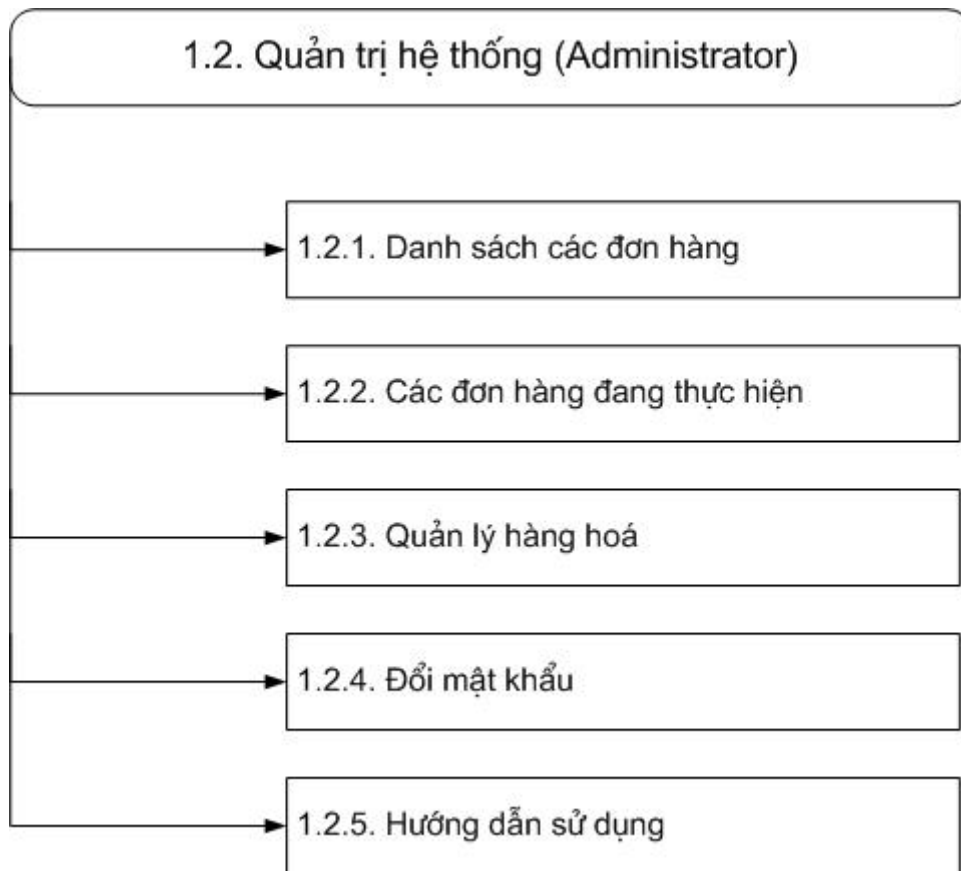 1.2. Quản trị hệ thống (Administrator)
1.2.1. Danh sách các đơn hàng
1.2.2. Các đơn hàng đang thực hiện
1.2.3. Quản lý hàng hoá
1.2.4. Đổi mật khẩu
1.2.5. Hướng dẫn sử dụng